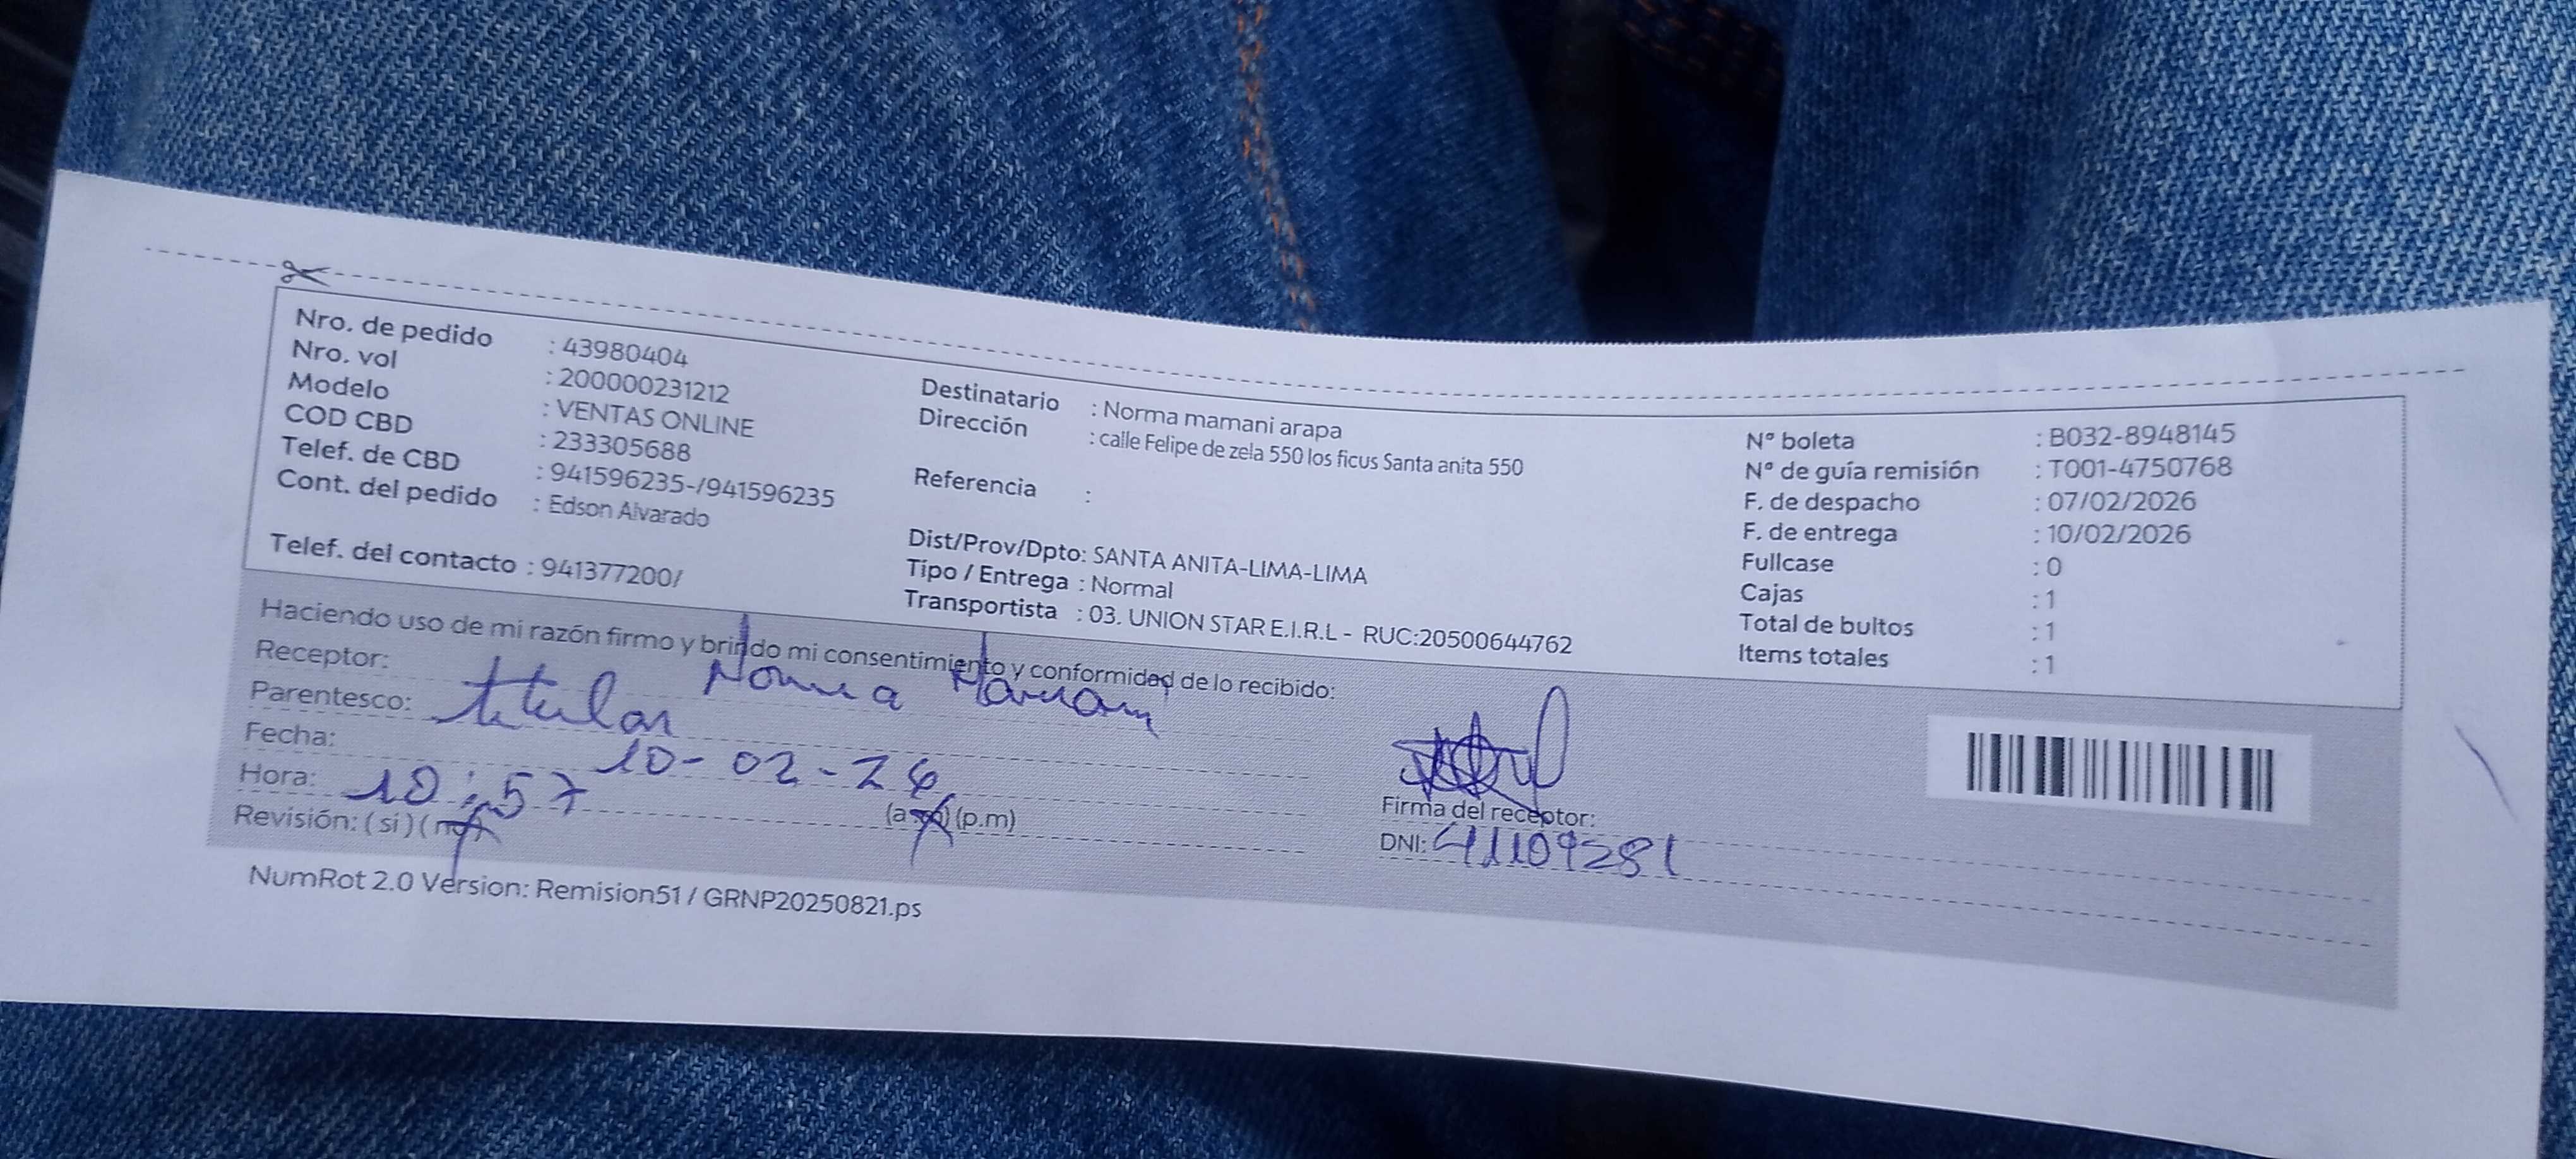 Nro. de pedido : 43980404
Nro. vol : 200000231212
Modelo : VENTAS ONLINE
COD CBD : 233305688
Telef. de CBD : 941596235-/941596235
Cont. del pedido : Edson Alvarado
Telef. del contacto : 941377200/
Destinatario : Norma mamani arapa
Dirección : calle Felipe de zela 550 los ficus Santa anita 550
Referencia :
Dist/Prov/Dpto: SANTA ANITA-LIMA-LIMA
Tipo / Entrega : Normal
Transportista : 03. UNION STAR E.I.R.L - RUC:20500644762
N° boleta : B032-8948145
N° de guía remisión : T001-4750768
F. de despacho : 07/02/2026
F. de entrega : 10/02/2026
Fullcase : 0
Cajas : 1
Total de bultos : 1
Items totales : 1
Haciendo uso de mi razón firmo y brindo mi consentimiento y conformidad de lo recibido:
Receptor: Norma Mamani
Parentesco: titular
Fecha: 10-02-26
Hora: 10:57 (a.m) (p.m)
Revisión: (si) (no)
Firma del receptor:
DNI: 41109281
NumRot 2.0 Version: Remision51 / GRNP20250821.ps